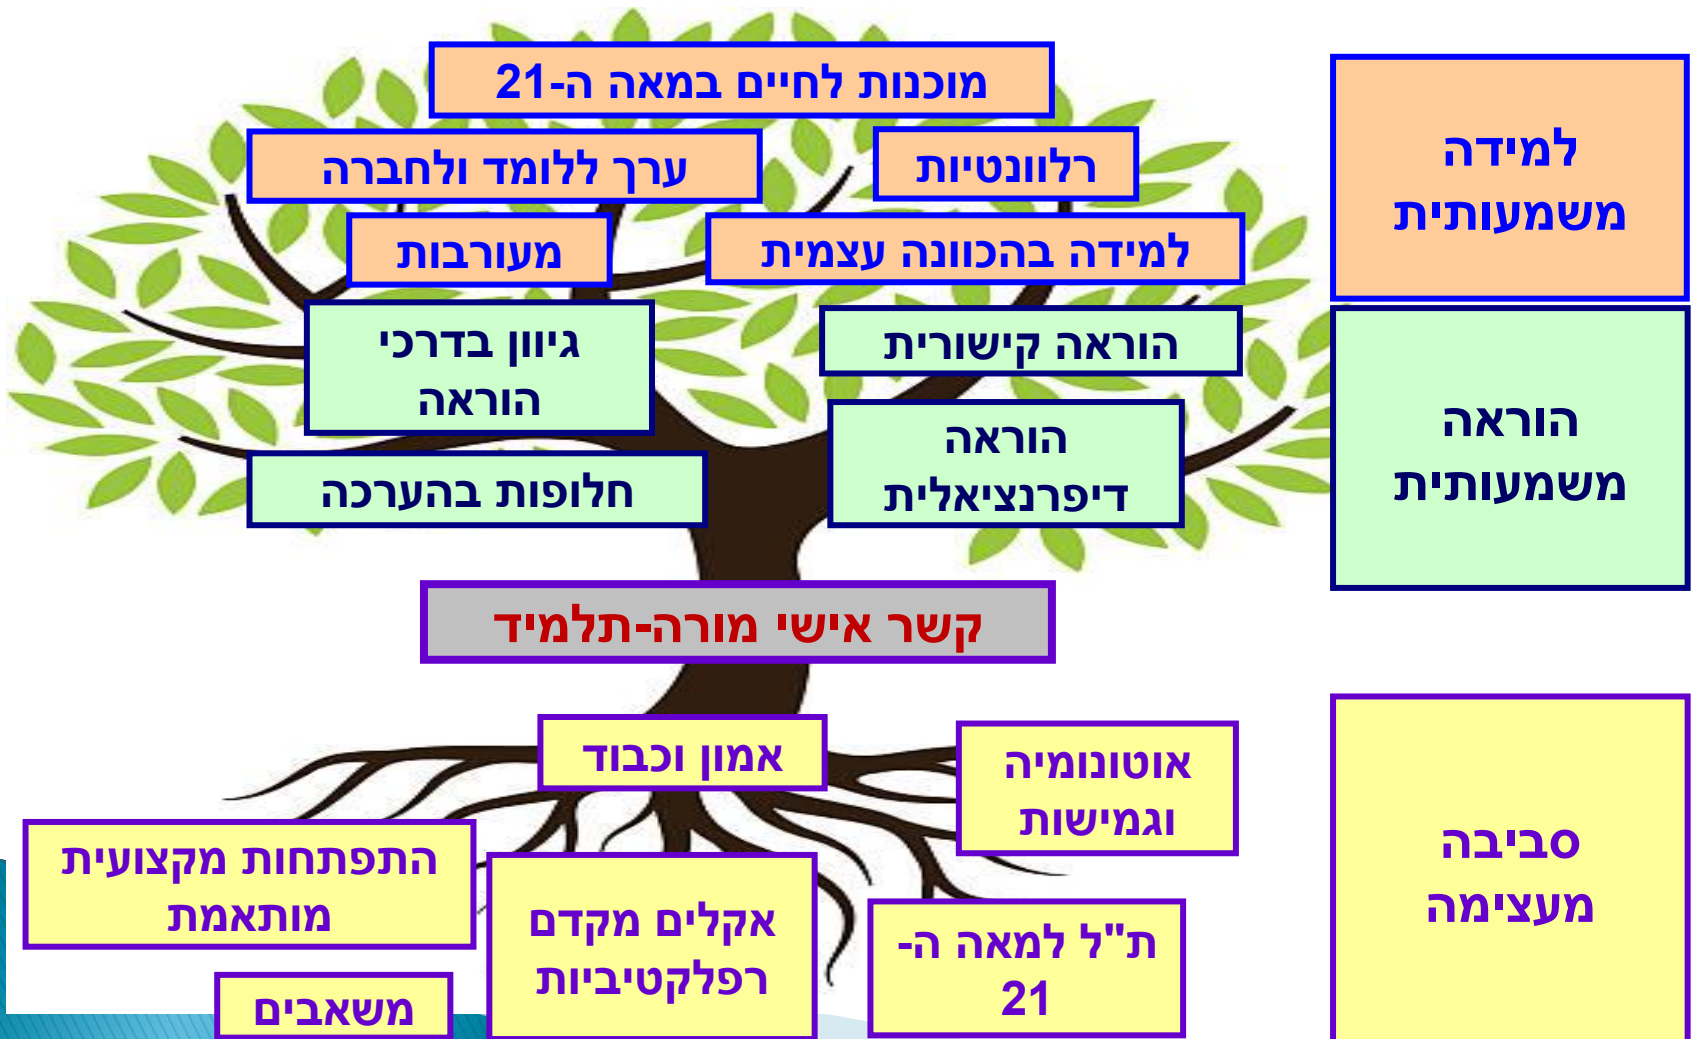 מוכנות לחיים במאה ה-21
רלוונטיות
ערך ללומד ולחברה
למידה בהכוונה עצמית
מעורבות
למידה
משמעותית
הוראה קישורית
גיוון בדרכי
הוראה
הוראה
דיפרנציאלית
חלופות בהערכה
הוראה
משמעותית
קשר אישי מורה-תלמיד
אמון וכבוד
אוטונומיה
וגמישות
התפתחות מקצועית
מותאמת
אקלים מקדם
רפלקטיביות
ת"ל למאה ה-
21
משאבים
סביבה
מעצימה